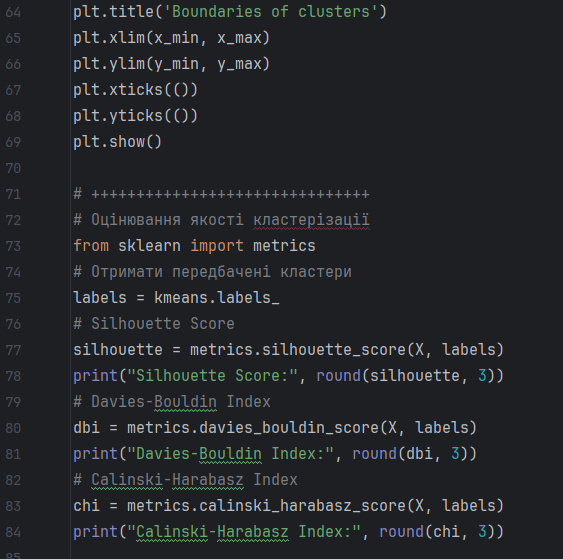 64 plt.title('Boundaries of clusters')
65 plt.xlim(x_min, x_max)
66 plt.ylim(y_min, y_max)
67 plt.xticks(())
68 plt.yticks(())
69 plt.show()
70
71 # +++++++++++++++++++++++++++++++
72 # Оцінювання якості кластерізації
73 from sklearn import metrics
74 # Отримати передбачені кластери
75 labels = kmeans.labels_
76 # Silhouette Score
77 silhouette = metrics.silhouette_score(X, labels)
78 print("Silhouette Score:", round(silhouette, 3))
79 # Davies-Bouldin Index
80 dbi = metrics.davies_bouldin_score(X, labels)
81 print("Davies-Bouldin Index:", round(dbi, 3))
82 # Calinski-Harabasz Index
83 chi = metrics.calinski_harabasz_score(X, labels)
84 print("Calinski-Harabasz Index:", round(chi, 3))
85